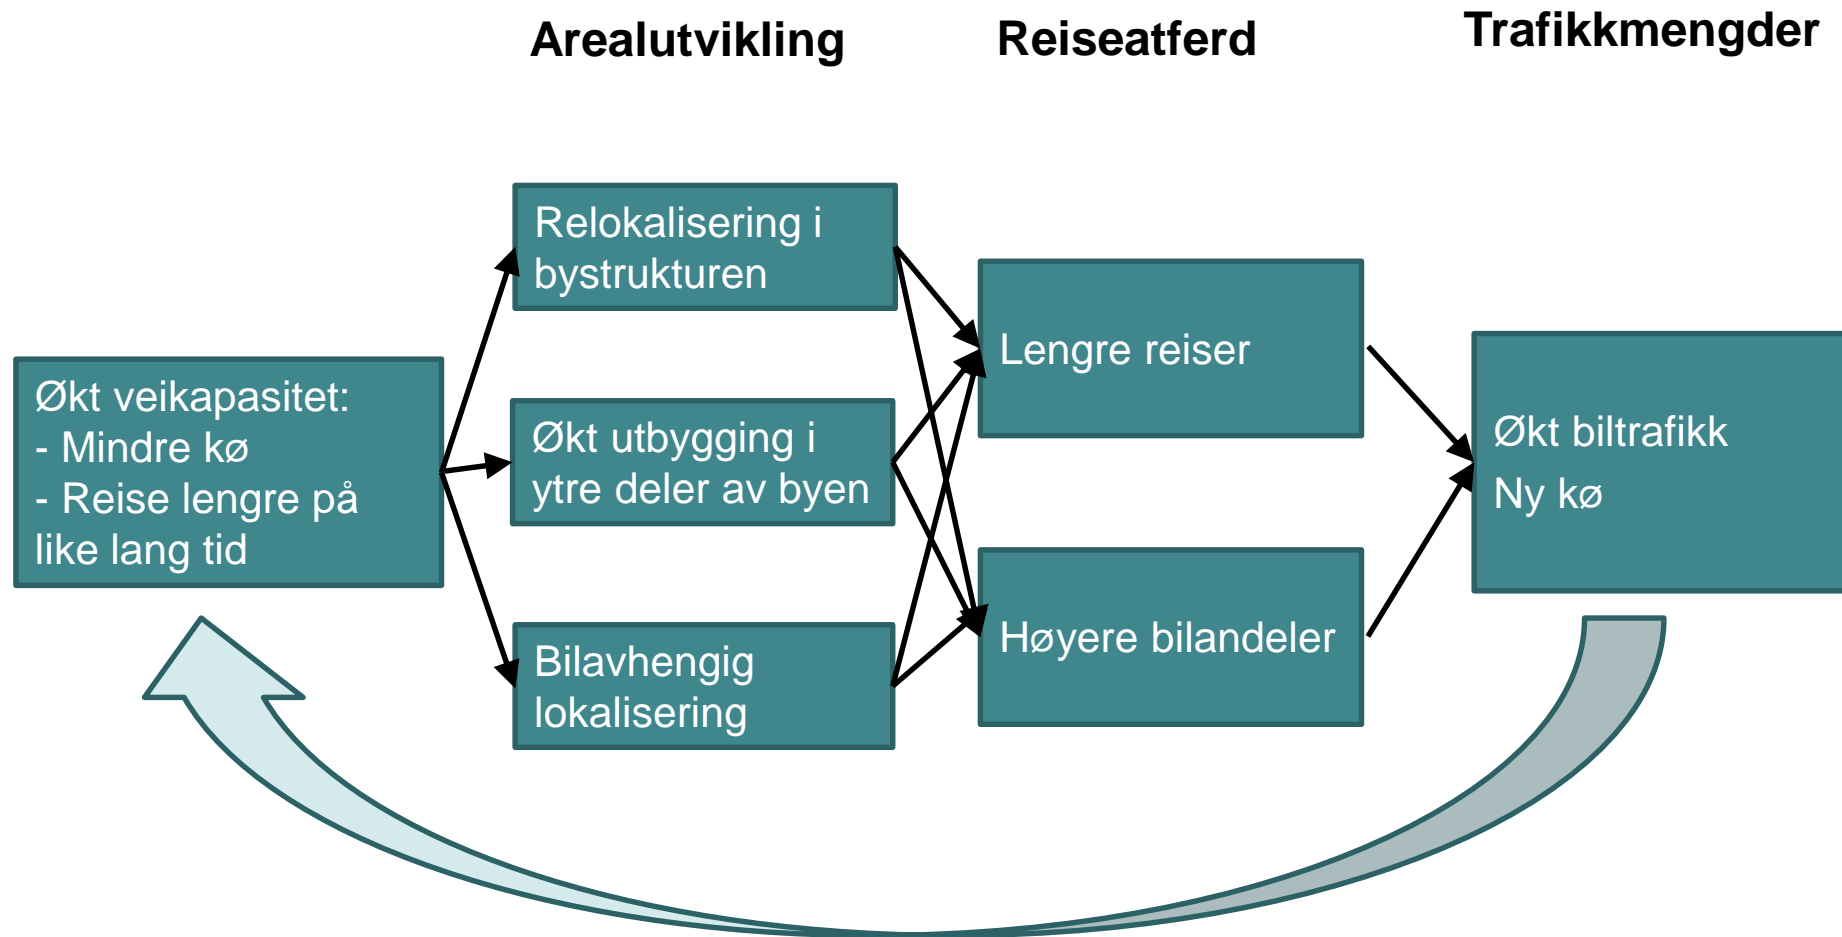 Arealutvikling
Reiseatferd
Trafikkmengder
Økt veikapasitet:
- Mindre kø
- Reise lengre på
like lang tid
Relokalisering i
bystrukturen
Økt utbygging i
ytre deler av byen
Bilavhengig
lokalisering
Lengre reiser
Høyere bilandeler
Økt biltrafikk
Ny kø